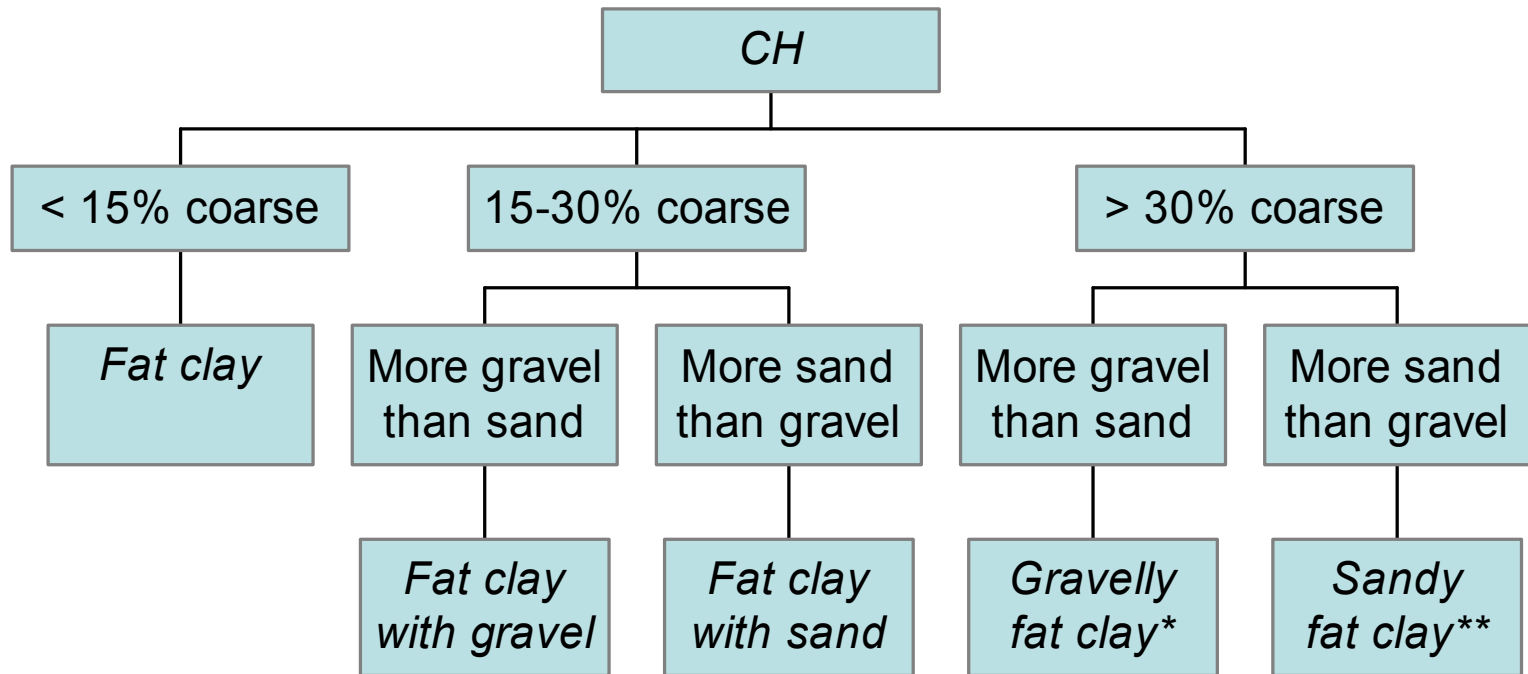 CH
< 15% coarse
15-30% coarse
> 30% coarse
Fat clay
More gravel
than sand
More sand
than gravel
More gravel
than sand
More sand
than gravel
Fat clay
with gravel
Fat clay
with sand
Gravelly
fat clay*
Sandy
fat clay**